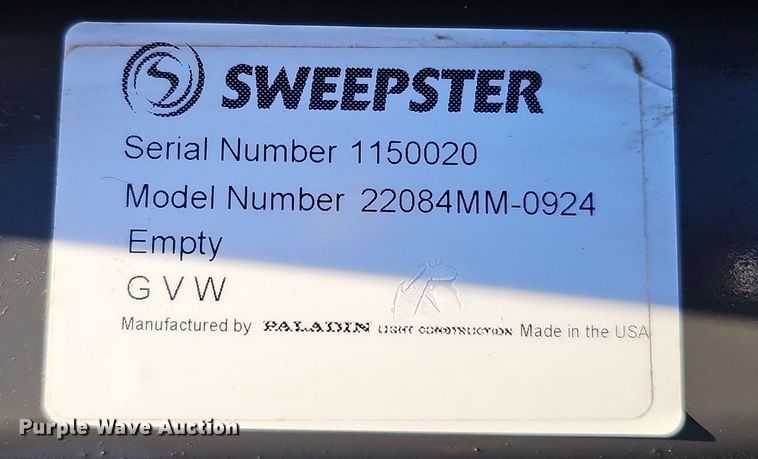 SWEEPSTER
Serial Number 1150020
Model Number 22084MM-0924
Empty
G V W
Manufactured by PALADIN LIGHT CONSTRUCTION Made in the USA
Purple Wave Auction